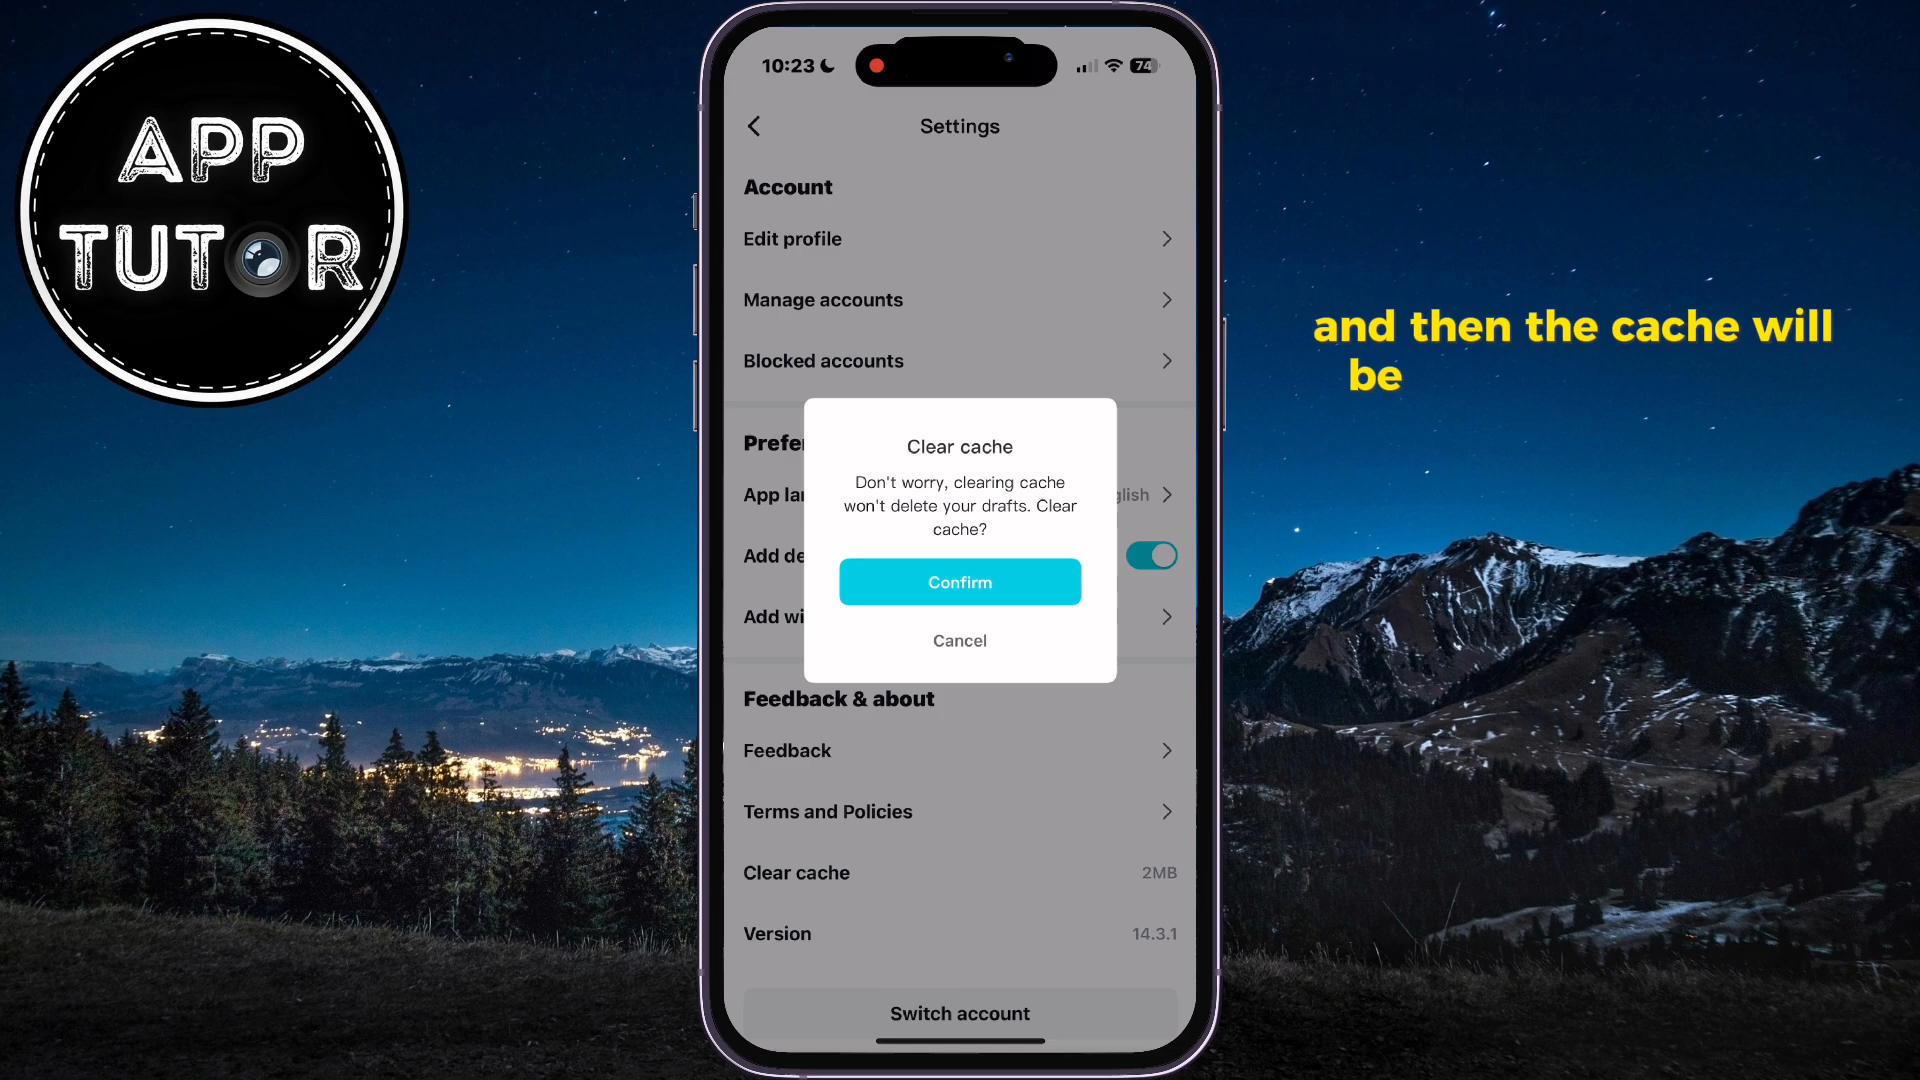 APP
TUTOR
10:23
74
Settings
Account
Edit profile
Manage accounts
Blocked accounts
Prefe
App la
glish
Add de
Add wi
Clear cache
Don't worry, clearing cache
won't delete your drafts. Clear
cache?
Confirm
Cancel
Feedback & about
Feedback
Terms and Policies
Clear cache
2MB
Version
14.3.1
Switch account
and then the cache will
be